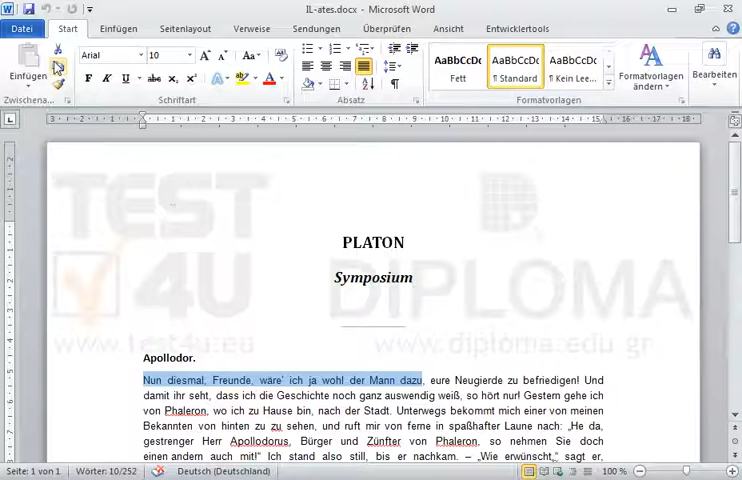 IL-ates.docx - Microsoft Word
Datei Start Einfügen Seitenlayout Verweise Sendungen Überprüfen Ansicht Entwicklertools
Einfügen
Arial 10
F K U abc x₂ x²
AaBbCcDc AaBbCcDc AaBbCcDc
Fett ¶ Standard ¶ Kein Lee...
Formatvorlagen ändern
Bearbeiten
Zwischena... Schriftart Absatz Formatvorlagen
TEST 4U
www.test4u.eu
DIPLOMA
www.diploma.edu.gr
PLATON
Symposium
Apollodor.
Nun diesmal, Freunde, wäre' ich ja wohl der Mann dazu, eure Neugierde zu befriedigen! Und
damit ihr seht, dass ich die Geschichte noch ganz auswendig weiß, so hört nur! Gestern gehe ich
von Phaleron, wo ich zu Hause bin, nach der Stadt. Unterwegs bekommt mich einer von meinen
Bekannten von hinten zu zu sehen, und ruft mir von ferne in spaßhafter Laune nach: „He da,
gestrenger Herr Apollodorus, Bürger und Zünfter von Phaleron, so nehmen Sie doch
einen andern auch mit!" Ich stand also still, bis er nachkam. – „Wie erwünscht," sagt er,
Seite: 1 von 1 Wörter: 10/252 Deutsch (Deutschland) 100 %